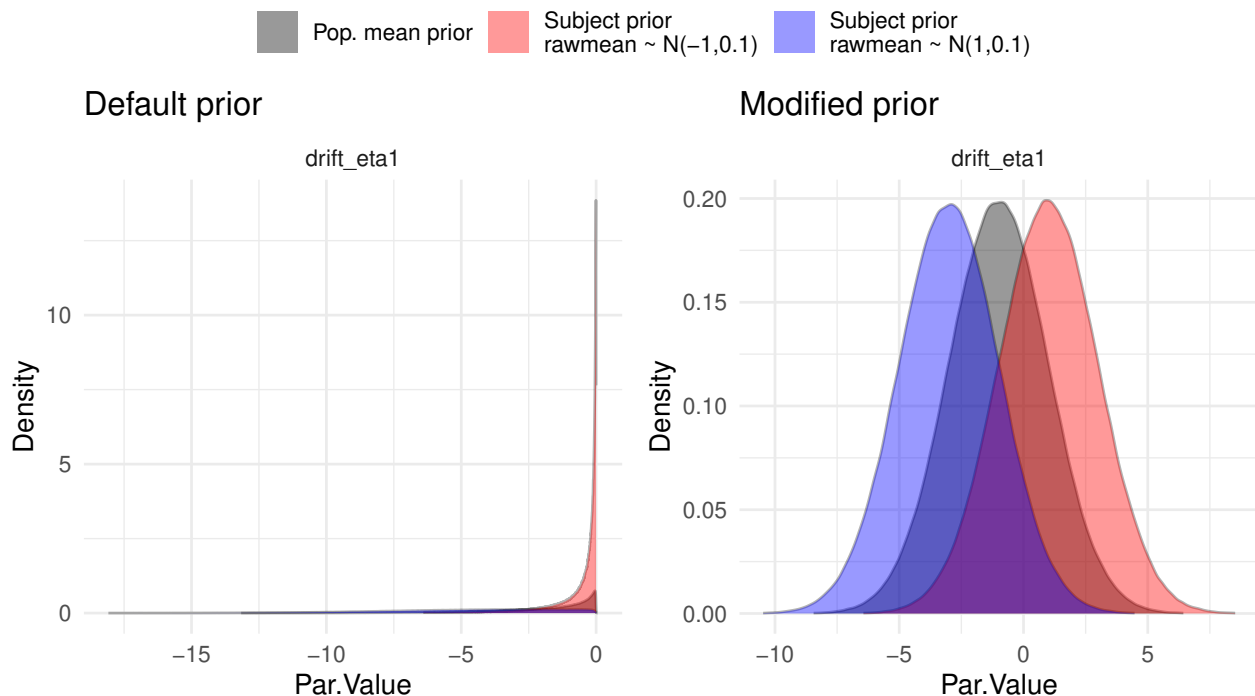 Pop. mean prior
Subject prior
rawmean ~ N(−1,0.1)
Subject prior
rawmean ~ N(1,0.1)
Default prior
drift_eta1
Density
10
5
0
−15
−10
−5
0
Par.Value
Modified prior
drift_eta1
Density
0.20
0.15
0.10
0.05
0.00
−10
−5
0
5
Par.Value